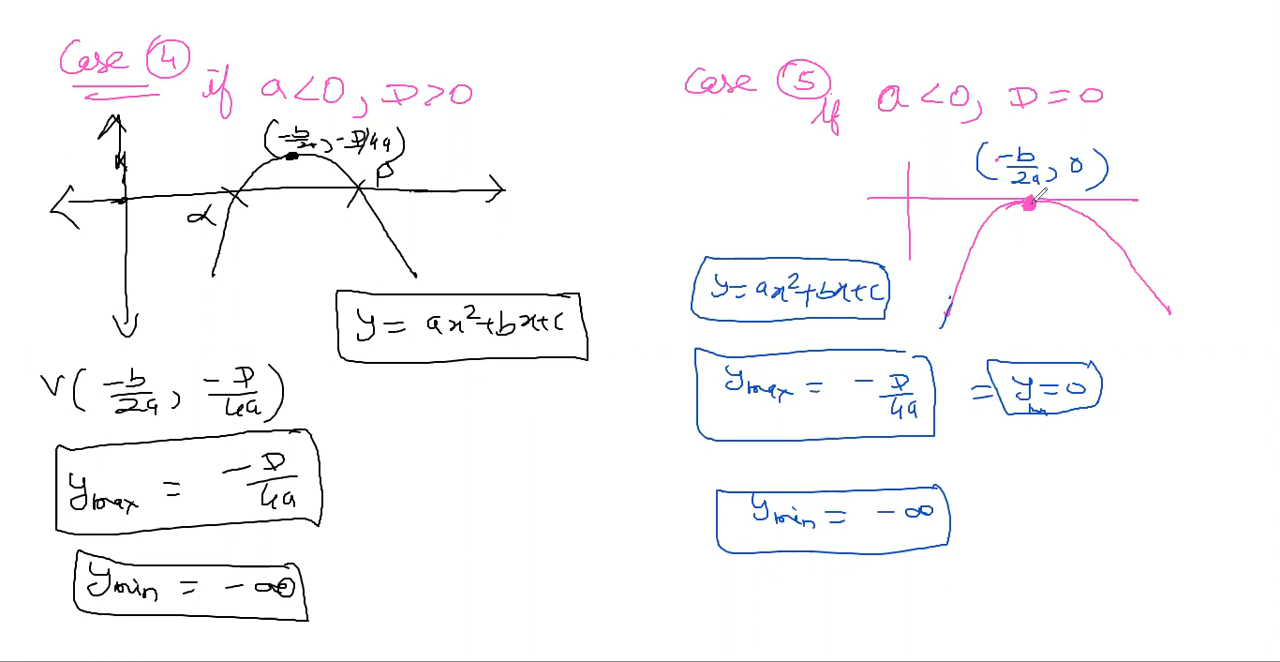 Case 4
if a<0, D>0
(-b/2a, -D/4a)
α
β
y = ax²+bx+c
V(-b/2a, -D/4a)
ymax = -D/4a
ymin = -∞
Case 5
if a<0, D=0
(-b/2a, 0)
y=ax²+bx+c
ymax = -D/4a = y=0
ymin = -∞